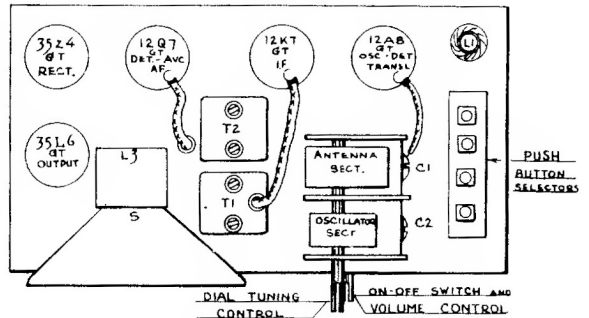 35Z4
GT
RECT.
12Q7
GT
DET.-AVC
AF
12K7
GT
I.F
12A8
GT
OSC-DET
TRANSL
L1
35L6
GT
OUTPUT
L3
S
T2
T1
ANTENNA
SECT.
C1
OSCILLATOR
SECT
C2
PUSH
BUTTON
SELECTORS
DIAL TUNING
CONTROL
ON-OFF SWITCH AND
VOLUME CONTROL